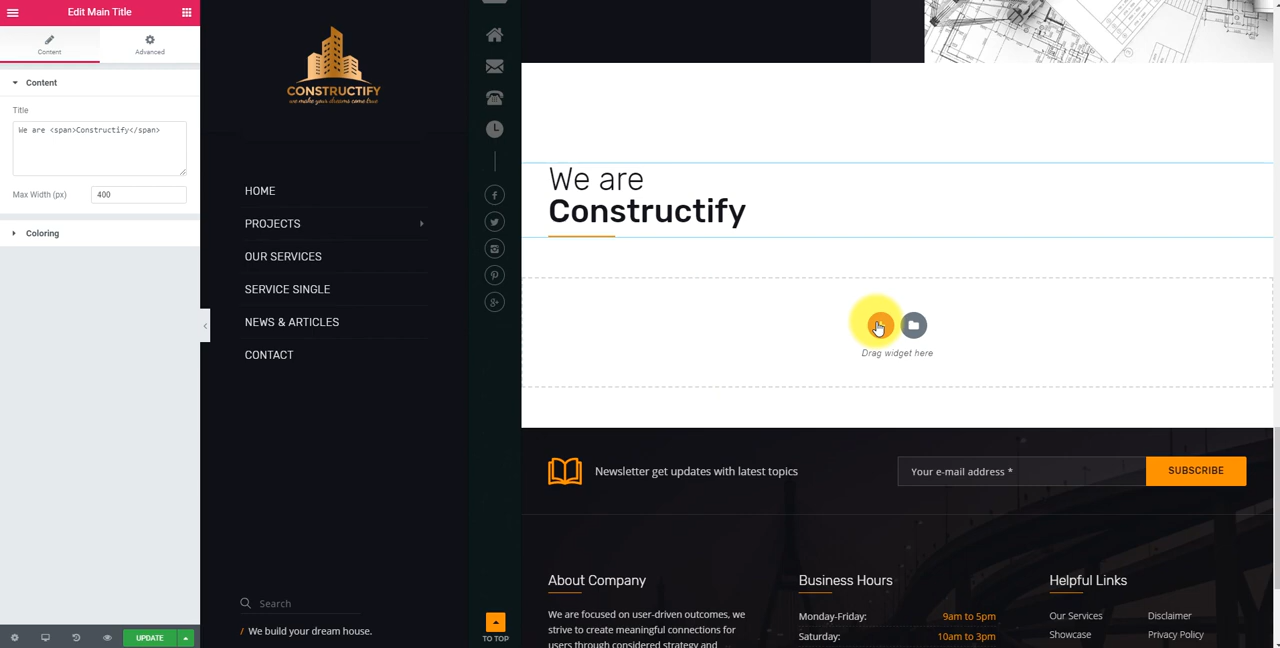 Edit Main Title
Content
Advanced
Content
Title
We are <span>Constructify</span>
Max Width (px)
400
Coloring
UPDATE
CONSTRUCTIFY
we make your dreams come true
HOME
PROJECTS
OUR SERVICES
SERVICE SINGLE
NEWS & ARTICLES
CONTACT
Search
/ We build your dream house.
TO TOP
We are
Constructify
Drag widget here
Newsletter get updates with latest topics
Your e-mail address *
SUBSCRIBE
About Company
We are focused on user-driven outcomes, we
strive to create meaningful connections for
users through considered strategy and
Business Hours
Monday-Friday: 9am to 5pm
Saturday: 10am to 3pm
Helpful Links
Our Services
Disclaimer
Showcase
Privacy Policy